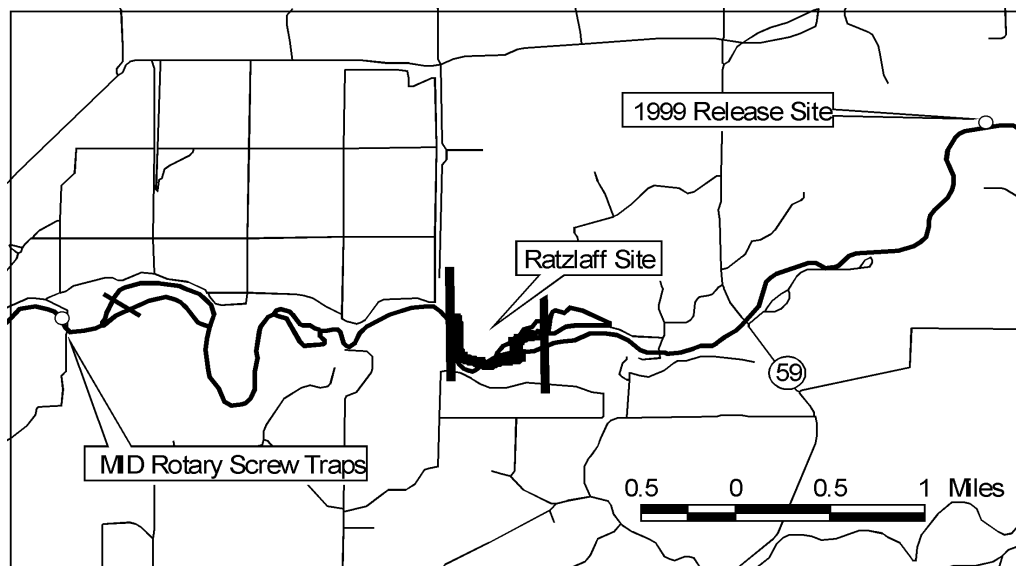 1999 Release Site
Ratzlaff Site
59
MID Rotary Screw Traps
0.5 0 0.5 1 Miles